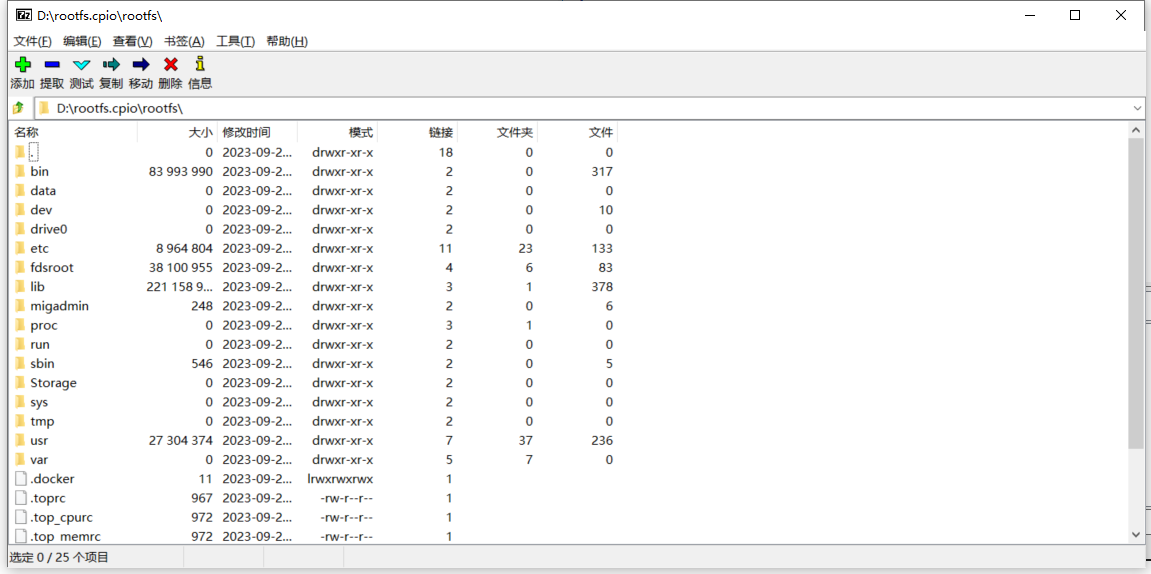 D:\rootfs.cpio\rootfs\
文件(F) 编辑(E) 查看(V) 书签(A) 工具(T) 帮助(H)
添加 提取 测试 复制 移动 删除 信息
D:\rootfs.cpio\rootfs\
名称 大小 修改时间 模式 链接 文件夹 文件
. 0 2023-09-2... drwxr-xr-x 18 0 0
bin 83 993 990 2023-09-2... drwxr-xr-x 2 0 317
data 0 2023-09-2... drwxr-xr-x 2 0 0
dev 0 2023-09-2... drwxr-xr-x 2 0 10
drive0 0 2023-09-2... drwxr-xr-x 2 0 0
etc 8 964 804 2023-09-2... drwxr-xr-x 11 23 133
fdsroot 38 100 955 2023-09-2... drwxr-xr-x 4 6 83
lib 221 158 9... 2023-09-2... drwxr-xr-x 3 1 378
migadmin 248 2023-09-2... drwxr-xr-x 2 0 6
proc 0 2023-09-2... drwxr-xr-x 3 1 0
run 0 2023-09-2... drwxr-xr-x 2 0 0
sbin 546 2023-09-2... drwxr-xr-x 2 0 5
Storage 0 2023-09-2... drwxr-xr-x 2 0 0
sys 0 2023-09-2... drwxr-xr-x 2 0 0
tmp 0 2023-09-2... drwxr-xr-x 2 0 0
usr 27 304 374 2023-09-2... drwxr-xr-x 7 37 236
var 0 2023-09-2... drwxr-xr-x 5 7 0
.docker 11 2023-09-2... lrwxrwxrwx 1
.toprc 967 2023-09-2... -rw-r--r-- 1
.top_cpurc 972 2023-09-2... -rw-r--r-- 1
.top_memrc 972 2023-09-2... -rw-r--r-- 1
选定 0 / 25 个项目